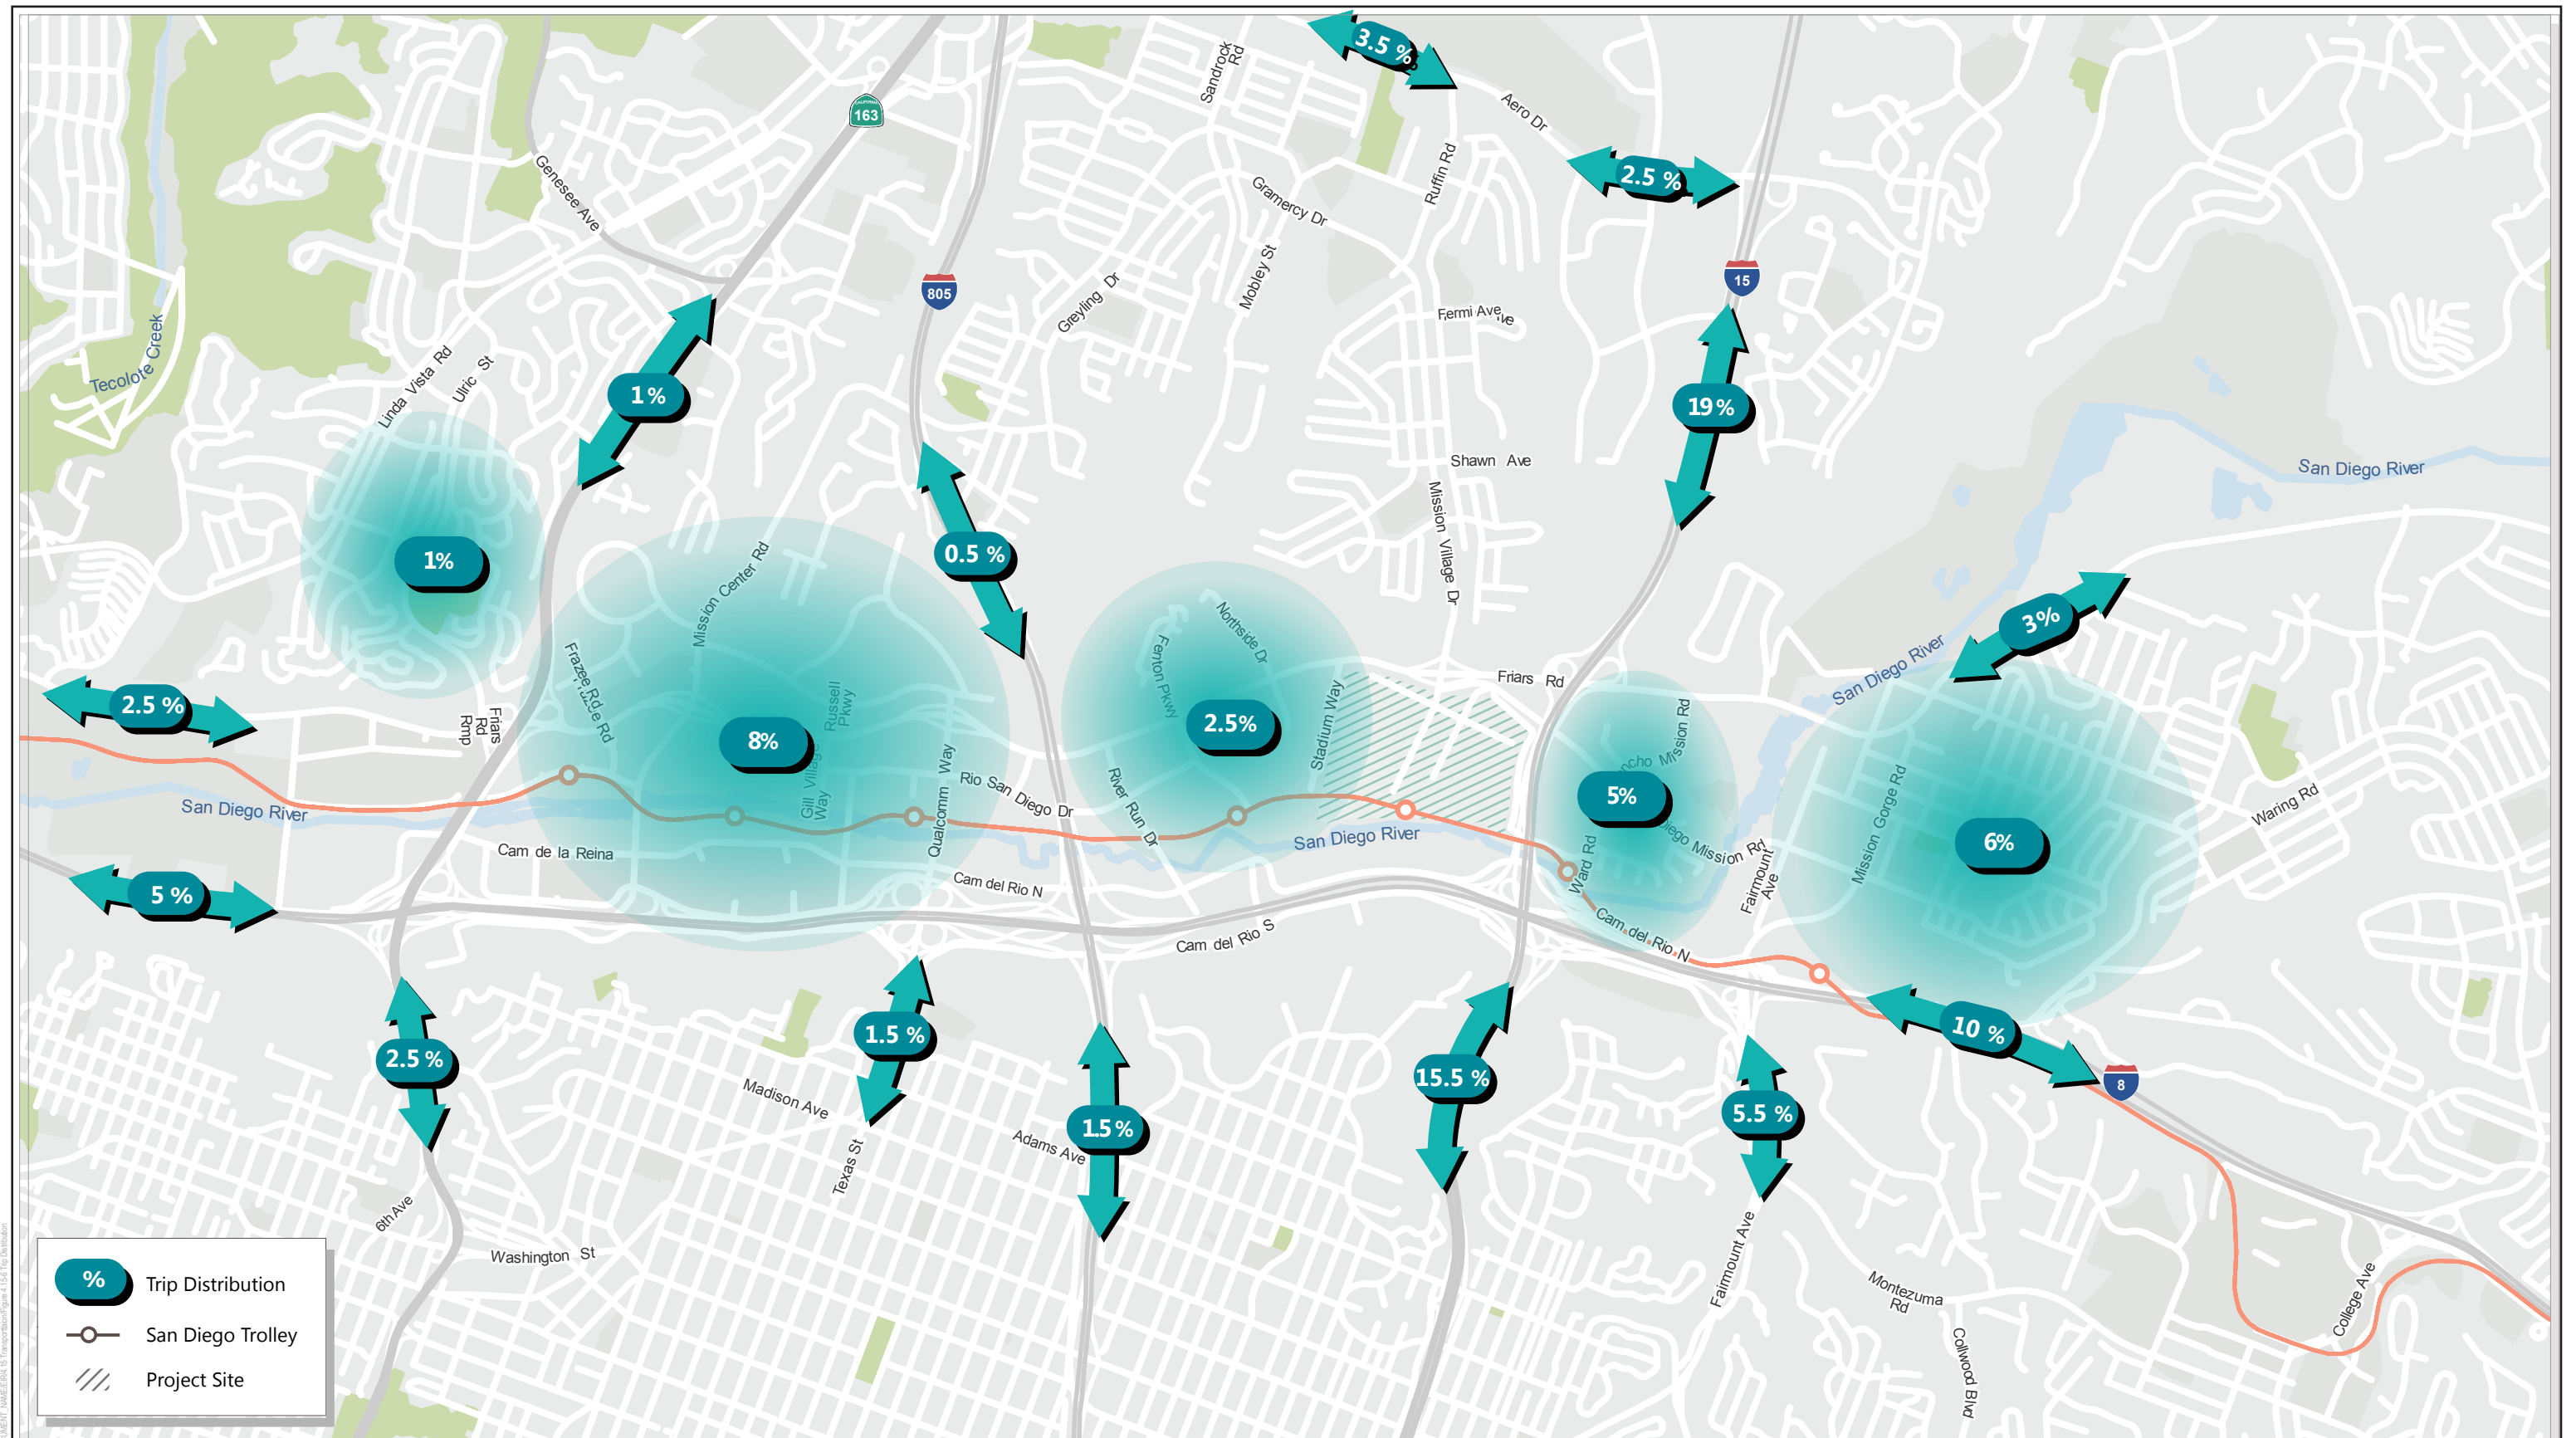 3.5 %
Sandrock
Rd
CALIFORNIA
163
Aero Dr
Genesee Ave
Ruffin Rd
2.5 %
Gramercy Dr
Mobley St
805
15
Greyling Dr
Fermi Ave
Tecolote Creek
Linda Vista Rd
Ulric St
1 %
19 %
Shawn Ave
San Diego River
Mission Village Dr
1%
0.5 %
Mission Center Rd
Northside Dr
Fenton Pkwy
3%
San Diego River
Frazee Rd
Frazee Rd
Friars Rd
2.5 %
Friars
Rd
Rmp
Russell
Pkwy
8%
2.5%
Stadium Way
Mission Rd
5%
Gill Village
Way
Qualcomm Way
Rio San Diego Dr
River Run Dr
San Diego River
San Diego River
Ward Rd
Diego Mission Rd
Fairmount
Ave
Mission Gorge Rd
6%
Waring Rd
Cam de la Reina
Cam del Rio N
Cam del Rio S
Cam del Rio N
5 %
2.5 %
1.5 %
1.5 %
15.5 %
5.5 %
10 %
8
Madison Ave
Adams Ave
Texas St
6th Ave
Washington St
Fairmount Ave
Montezuma
Rd
Collwood Blvd
College Ave
%
Trip Distribution
San Diego Trolley
Project Site